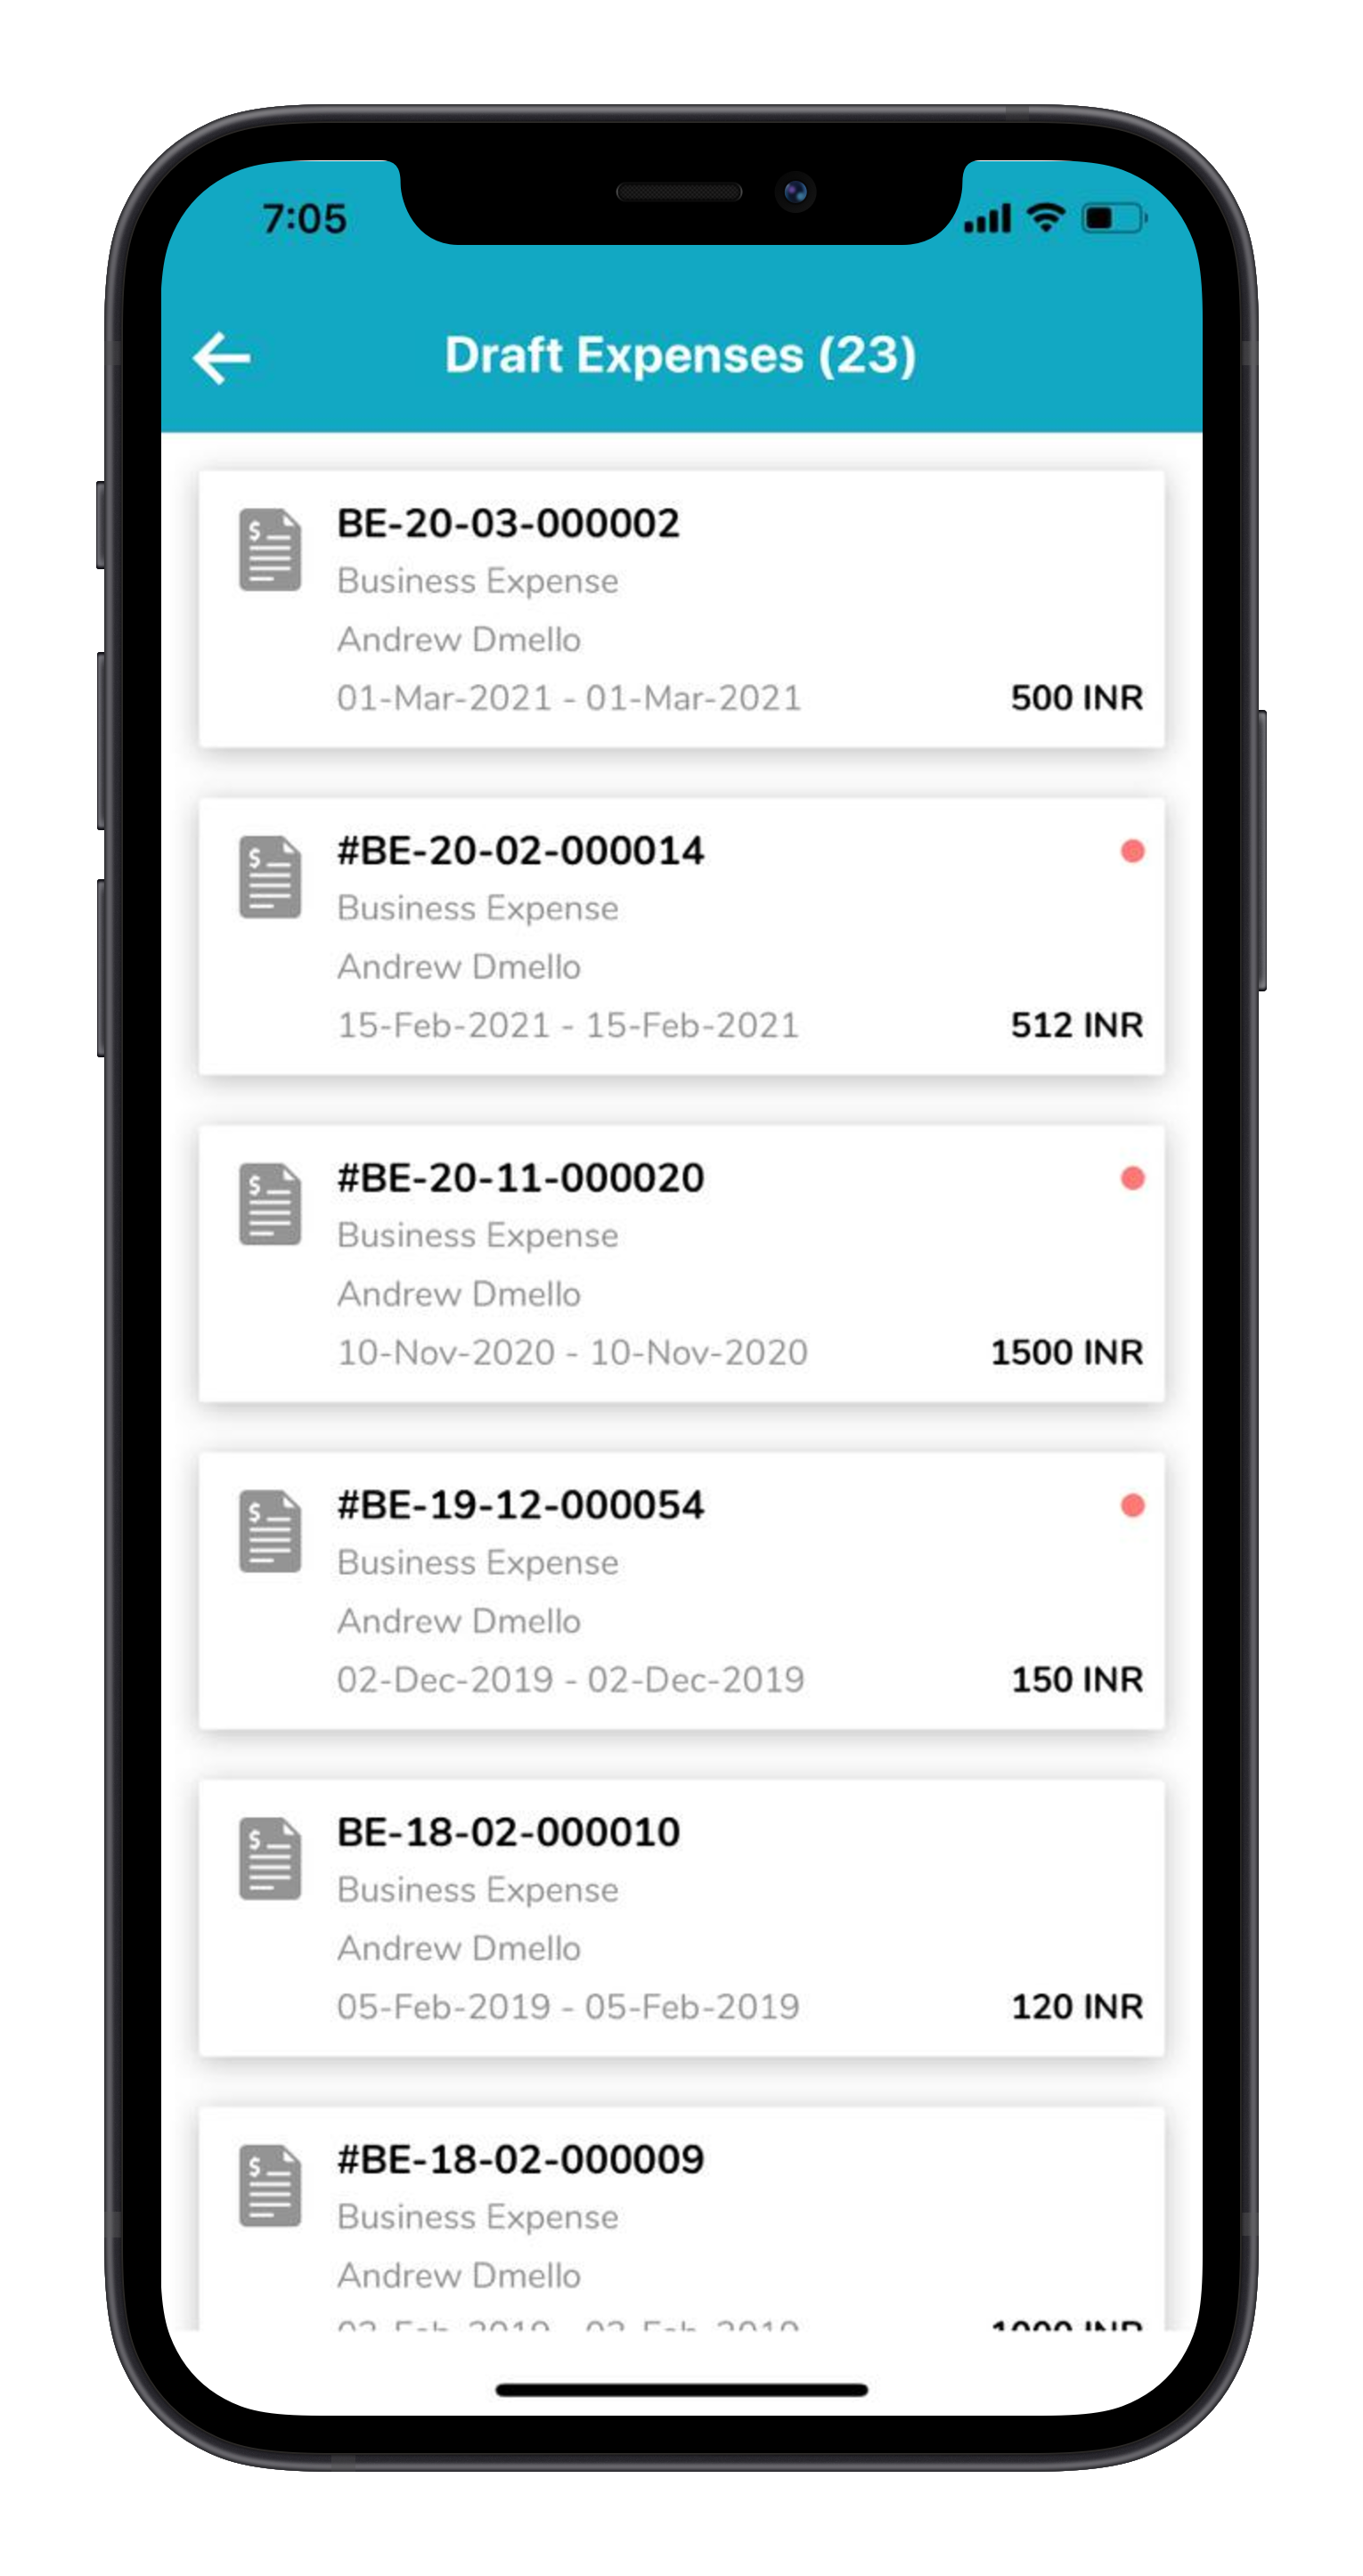 7:05
Draft Expenses (23)
BE-20-03-000002
Business Expense
Andrew Dmello
01-Mar-2021 - 01-Mar-2021 500 INR
#BE-20-02-000014
Business Expense
Andrew Dmello
15-Feb-2021 - 15-Feb-2021 512 INR
#BE-20-11-000020
Business Expense
Andrew Dmello
10-Nov-2020 - 10-Nov-2020 1500 INR
#BE-19-12-000054
Business Expense
Andrew Dmello
02-Dec-2019 - 02-Dec-2019 150 INR
BE-18-02-000010
Business Expense
Andrew Dmello
05-Feb-2019 - 05-Feb-2019 120 INR
#BE-18-02-000009
Business Expense
Andrew Dmello